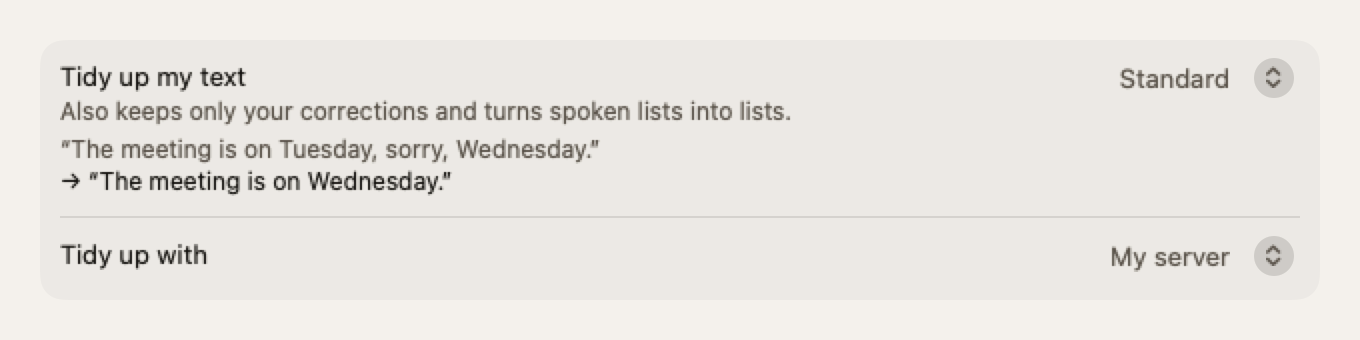 Tidy up my text
Standard
Also keeps only your corrections and turns spoken lists into lists.
“The meeting is on Tuesday, sorry, Wednesday.”
→ “The meeting is on Wednesday.”
Tidy up with
My server